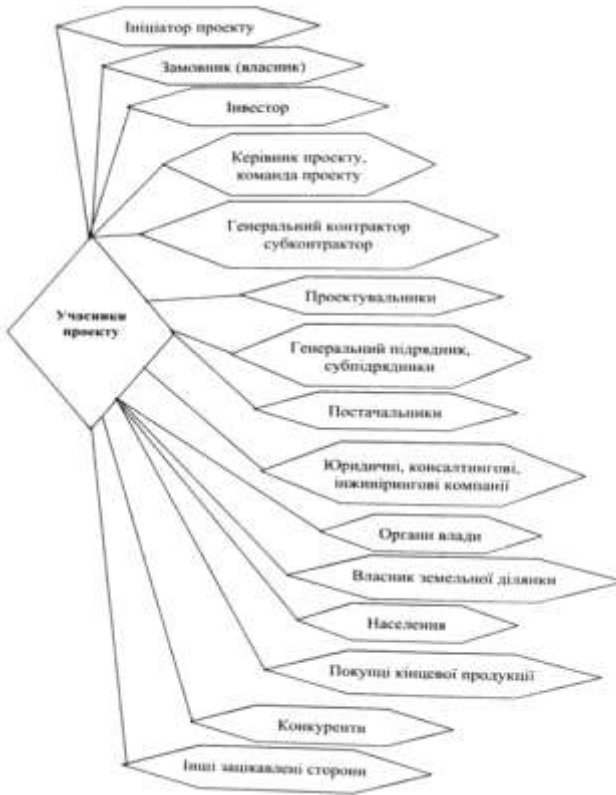 Ініціатор проекту
Замовник (власник)
Інвестор
Керівник проекту,
команда проекту
Генеральний контрактор
субконтрактор
Проектувальники
Учасники
проекту
Генеральний підрядник,
субпідрядники
Постачальники
Юридичні, консалтингові,
інжинірингові компанії
Органи влади
Власник земельної ділянки
Населення
Покупці кінцевої продукції
Конкуренти
Інші зацікавлені сторони